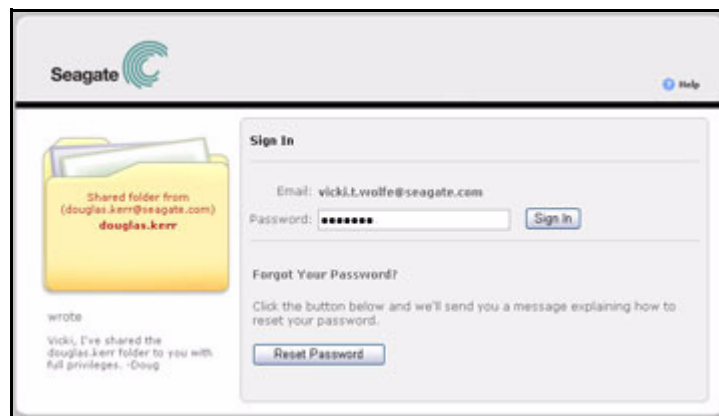 Seagate
Help
Sign In
Email: vicki.t.wolfe@seagate.com
Password: •••••••
Sign In
Forgot Your Password?
Click the button below and we'll send you a message explaining how to
reset your password.
Reset Password
Shared folder from
(douglas.kerr@seagate.com)
douglas.kerr
wrote
Vicki, I've shared the
douglas.kerr folder to you with
full privileges. -Doug